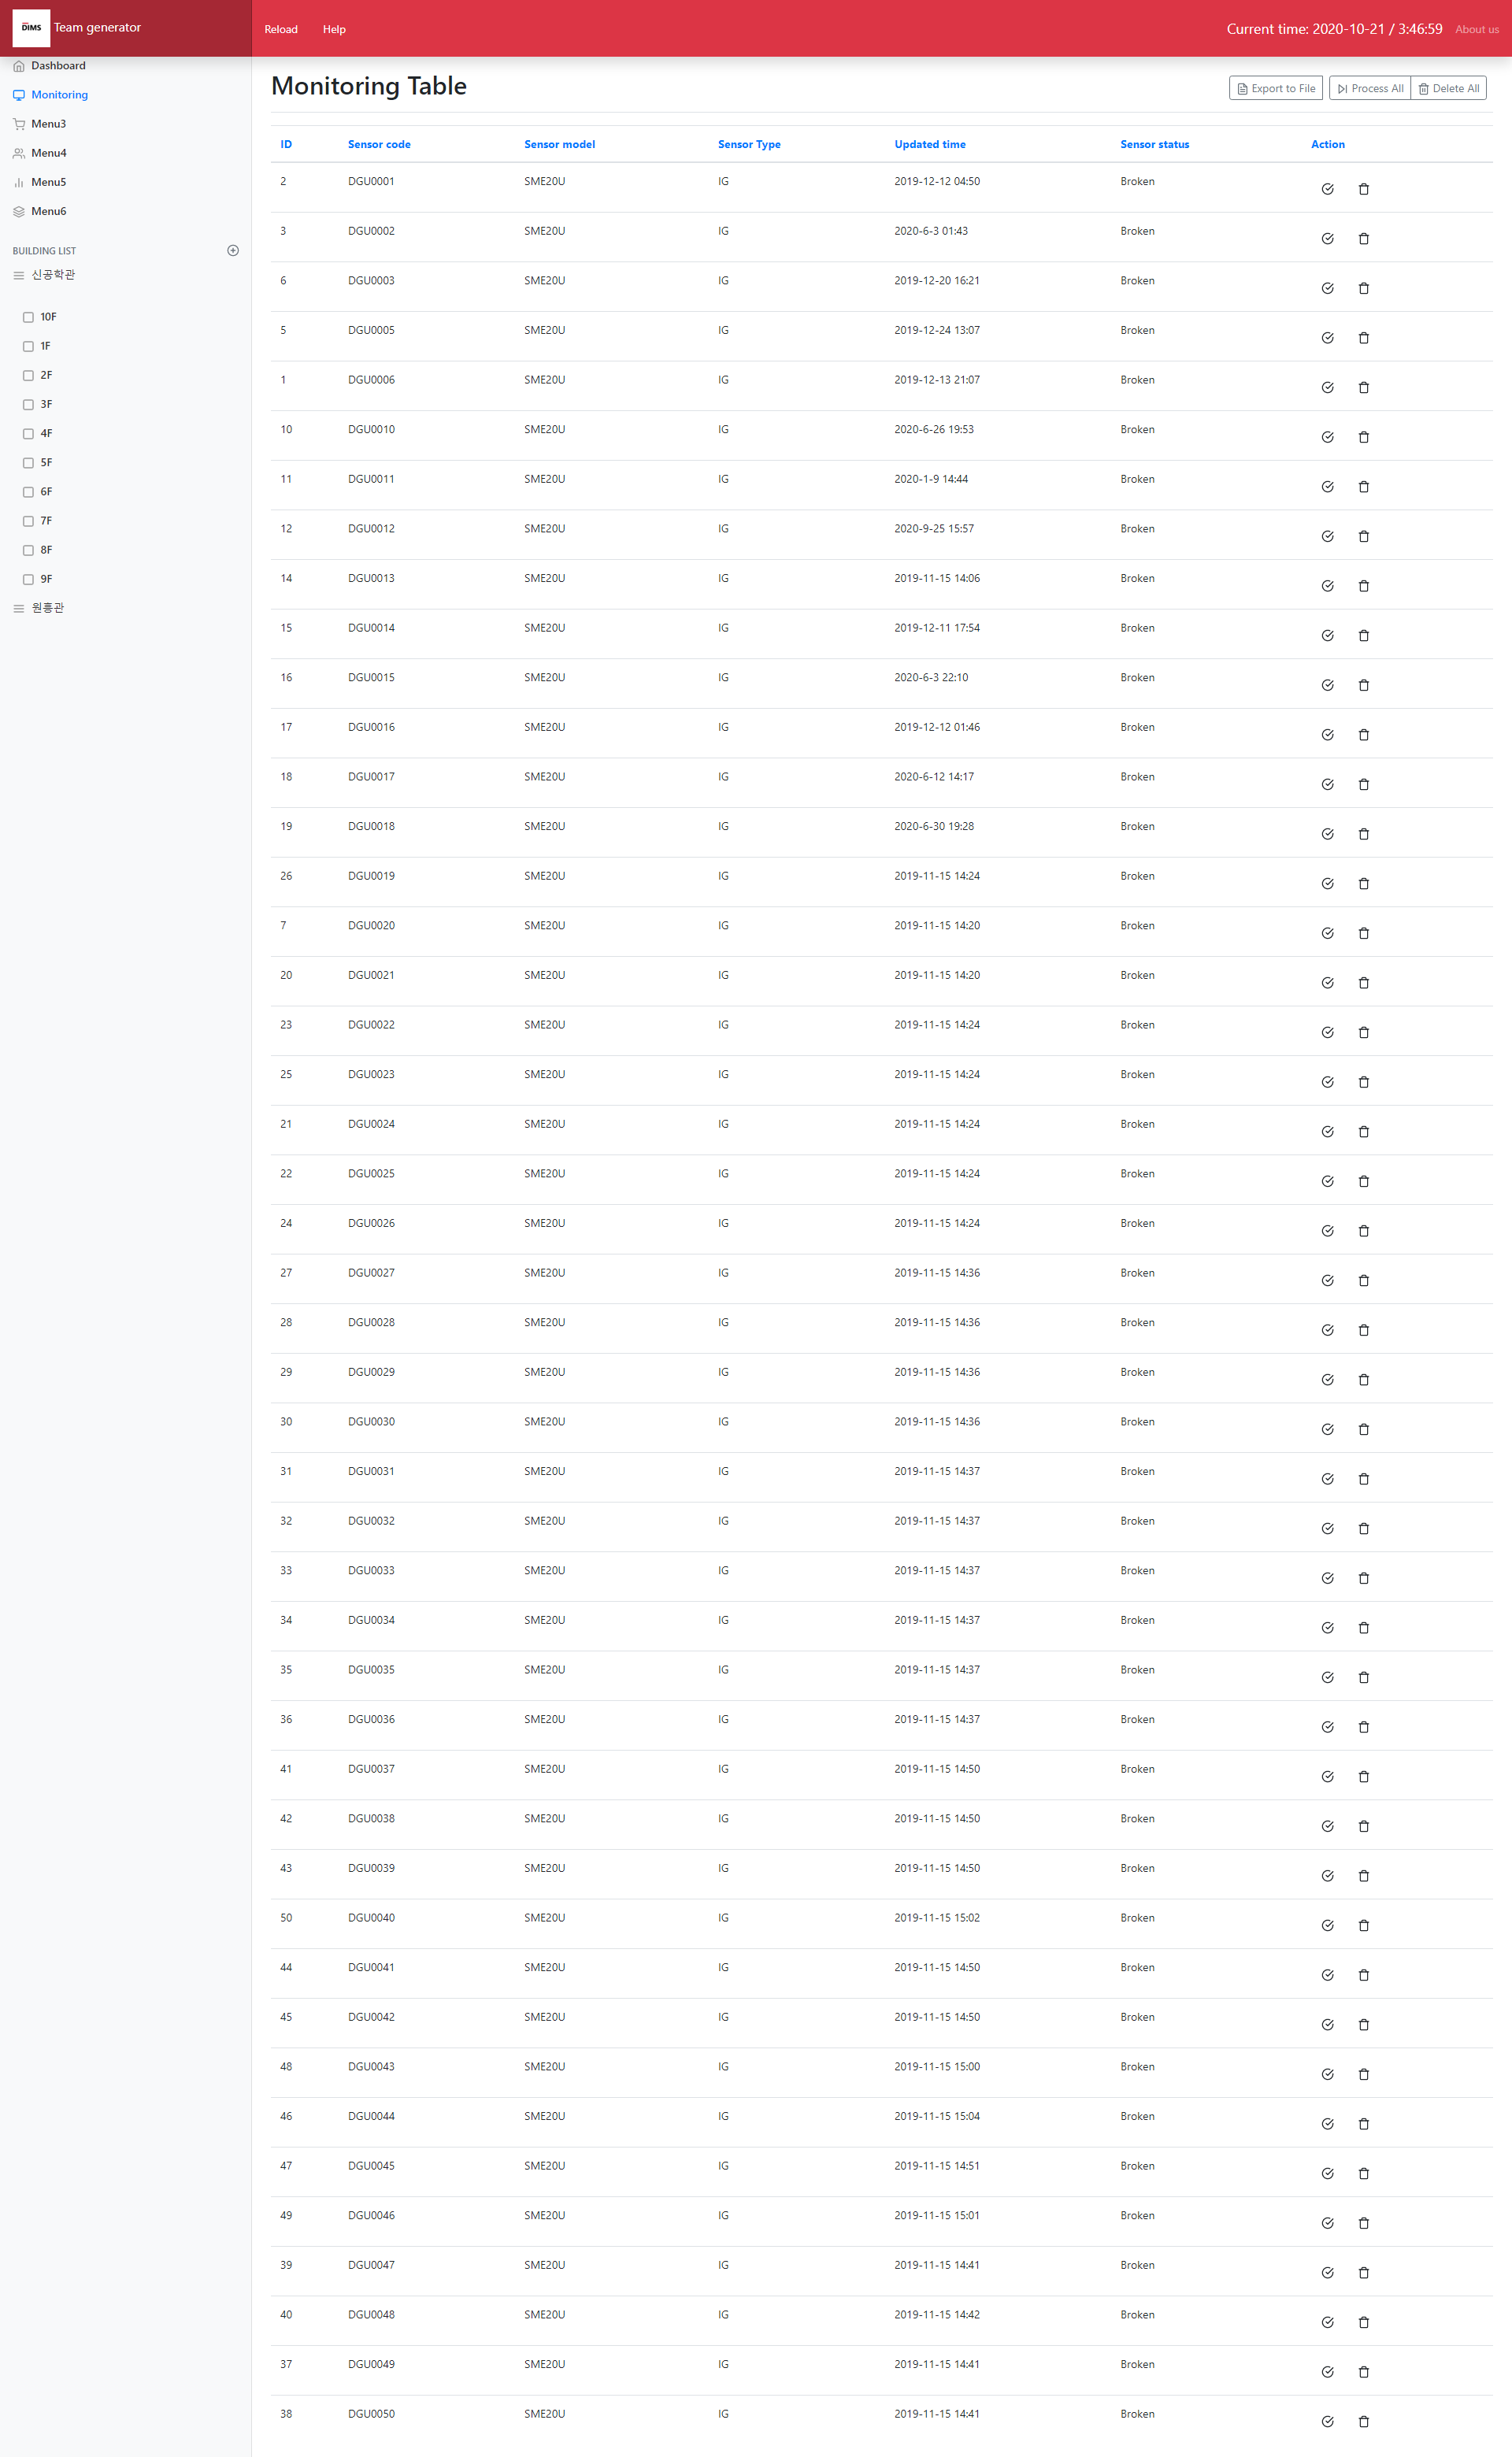 DIMS Team generator Reload Help Current time: 2020-10-21 / 3:46:59 About us
Dashboard
Monitoring
Menu3
Menu4
Menu5
Menu6
BUILDING LIST
신공학관
10F
1F
2F
3F
4F
5F
6F
7F
8F
9F
원흥관
Monitoring Table Export to File Process All Delete All
ID Sensor code Sensor model Sensor Type Updated time Sensor status Action
2 DGU0001 SME20U IG 2019-12-12 04:50 Broken
3 DGU0002 SME20U IG 2020-6-3 01:43 Broken
6 DGU0003 SME20U IG 2019-12-20 16:21 Broken
5 DGU0005 SME20U IG 2019-12-24 13:07 Broken
1 DGU0006 SME20U IG 2019-12-13 21:07 Broken
10 DGU0010 SME20U IG 2020-6-26 19:53 Broken
11 DGU0011 SME20U IG 2020-1-9 14:44 Broken
12 DGU0012 SME20U IG 2020-9-25 15:57 Broken
14 DGU0013 SME20U IG 2019-11-15 14:06 Broken
15 DGU0014 SME20U IG 2019-12-11 17:54 Broken
16 DGU0015 SME20U IG 2020-6-3 22:10 Broken
17 DGU0016 SME20U IG 2019-12-12 01:46 Broken
18 DGU0017 SME20U IG 2020-6-12 14:17 Broken
19 DGU0018 SME20U IG 2020-6-30 19:28 Broken
26 DGU0019 SME20U IG 2019-11-15 14:24 Broken
7 DGU0020 SME20U IG 2019-11-15 14:20 Broken
20 DGU0021 SME20U IG 2019-11-15 14:20 Broken
23 DGU0022 SME20U IG 2019-11-15 14:24 Broken
25 DGU0023 SME20U IG 2019-11-15 14:24 Broken
21 DGU0024 SME20U IG 2019-11-15 14:24 Broken
22 DGU0025 SME20U IG 2019-11-15 14:24 Broken
24 DGU0026 SME20U IG 2019-11-15 14:24 Broken
27 DGU0027 SME20U IG 2019-11-15 14:36 Broken
28 DGU0028 SME20U IG 2019-11-15 14:36 Broken
29 DGU0029 SME20U IG 2019-11-15 14:36 Broken
30 DGU0030 SME20U IG 2019-11-15 14:36 Broken
31 DGU0031 SME20U IG 2019-11-15 14:37 Broken
32 DGU0032 SME20U IG 2019-11-15 14:37 Broken
33 DGU0033 SME20U IG 2019-11-15 14:37 Broken
34 DGU0034 SME20U IG 2019-11-15 14:37 Broken
35 DGU0035 SME20U IG 2019-11-15 14:37 Broken
36 DGU0036 SME20U IG 2019-11-15 14:37 Broken
41 DGU0037 SME20U IG 2019-11-15 14:50 Broken
42 DGU0038 SME20U IG 2019-11-15 14:50 Broken
43 DGU0039 SME20U IG 2019-11-15 14:50 Broken
50 DGU0040 SME20U IG 2019-11-15 15:02 Broken
44 DGU0041 SME20U IG 2019-11-15 14:50 Broken
45 DGU0042 SME20U IG 2019-11-15 14:50 Broken
48 DGU0043 SME20U IG 2019-11-15 15:00 Broken
46 DGU0044 SME20U IG 2019-11-15 15:04 Broken
47 DGU0045 SME20U IG 2019-11-15 14:51 Broken
49 DGU0046 SME20U IG 2019-11-15 15:01 Broken
39 DGU0047 SME20U IG 2019-11-15 14:41 Broken
40 DGU0048 SME20U IG 2019-11-15 14:42 Broken
37 DGU0049 SME20U IG 2019-11-15 14:41 Broken
38 DGU0050 SME20U IG 2019-11-15 14:41 Broken